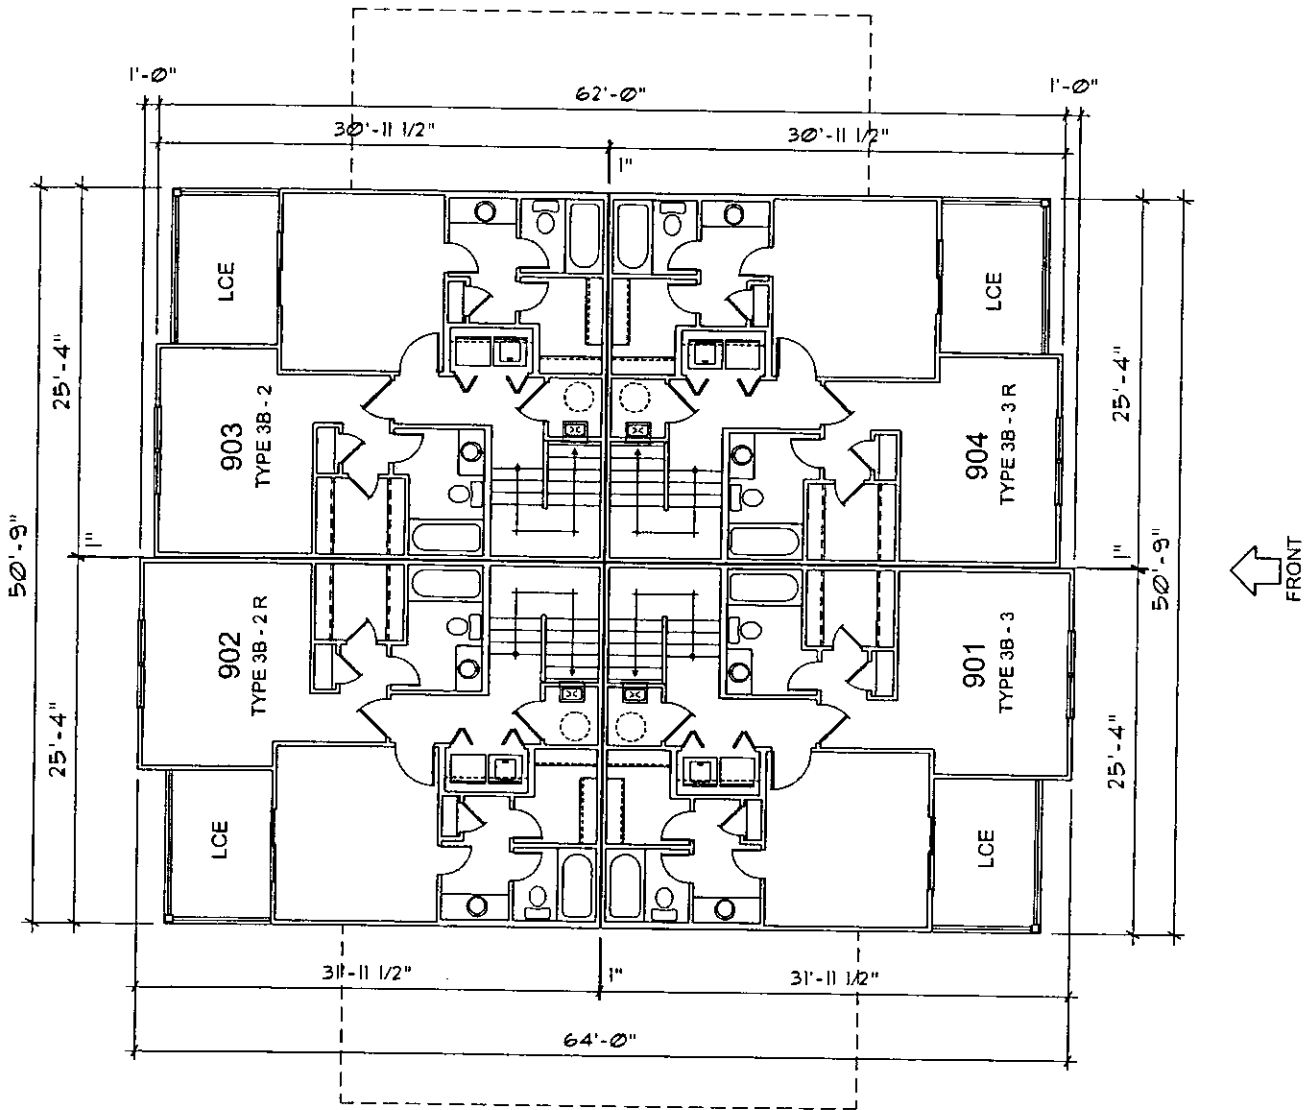 1'-0"
62'-0"
1'-0"
30'-11 1/2"
30'-11 1/2"
1"
LCE
LCE
25'-4"
25'-4"
903
TYPE 3B - 2
904
TYPE 3B - 3 R
50'-9"
1"
1"
50'-9"
FRONT
902
TYPE 3B - 2 R
901
TYPE 3B - 3
25'-4"
25'-4"
LCE
LCE
31'-11 1/2"
1"
31'-11 1/2"
64'-0"